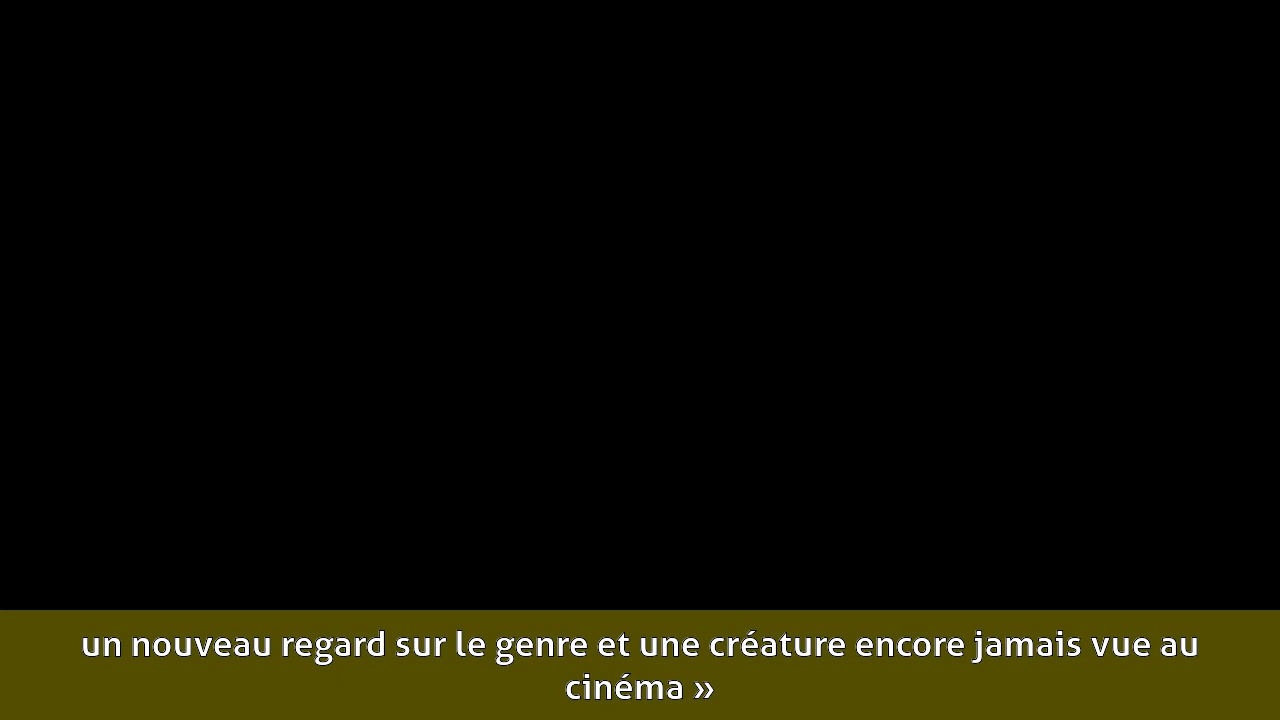 un nouveau regard sur le genre et une créature encore jamais vue au
cinéma »